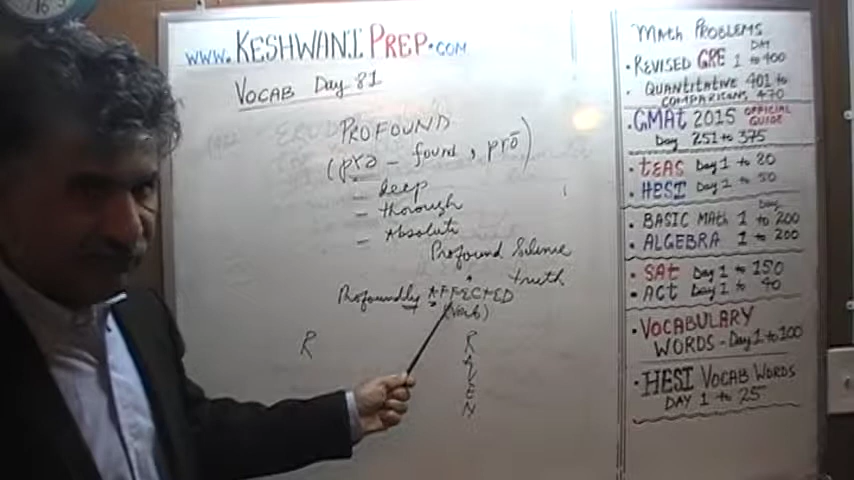 www.KESHWANI PREP.com
VOCAB Day 81
PROFOUND
(prə - found, prō)
- deep
- thorough
- Absolute
Profound Silence
truth
Profoundly AFFECTED
(Verb)
R
R
A
V
E
N
MATH PROBLEMS
DAY
• REVISED GRE 1 to 400
• QUANTITATIVE 401 to
COMPARISONS, 470
• GMAT 2015 OFFICIAL
GUIDE
Day 251 to 375
• TEAS Day 1 to 80
• HESI Day 1 to 50
Day
• BASIC MATH 1 to 200
• ALGEBRA 1 to 200
• SAT Day 1 to 150
• ACT Day 1 to 40
• VOCABULARY
WORDS - Day 1 to 100
• HESI VOCAB WORDS
DAY 1 to 25